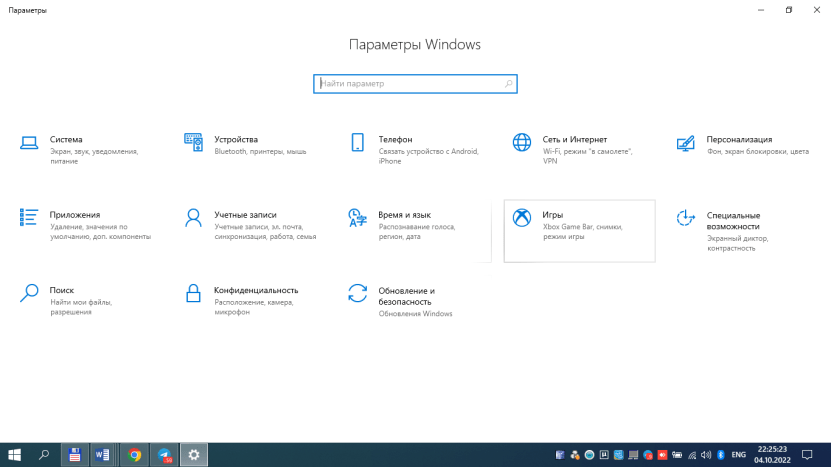 Параметры
Параметры Windows
Найти параметр
Система
Экран, звук, уведомления,
питание
Устройства
Bluetooth, принтеры, мышь
Телефон
Связать устройство с Android,
iPhone
Сеть и Интернет
Wi-Fi, режим "в самолете",
VPN
Персонализация
Фон, экран блокировки, цвета
Приложения
Удаление, значения по
умолчанию, доп. компоненты
Учетные записи
Учетные записи, эл. почта,
синхронизация, работа, семья
Время и язык
Распознавание голоса,
регион, дата
Игры
Xbox Game Bar, снимки,
режим игры
Специальные
возможности
Экранный диктор,
контрастность
Поиск
Найти мои файлы,
разрешения
Конфиденциальность
Расположение, камера,
микрофон
Обновление и
безопасность
Обновления Windows
ENG
22:25:23
04.10.2022